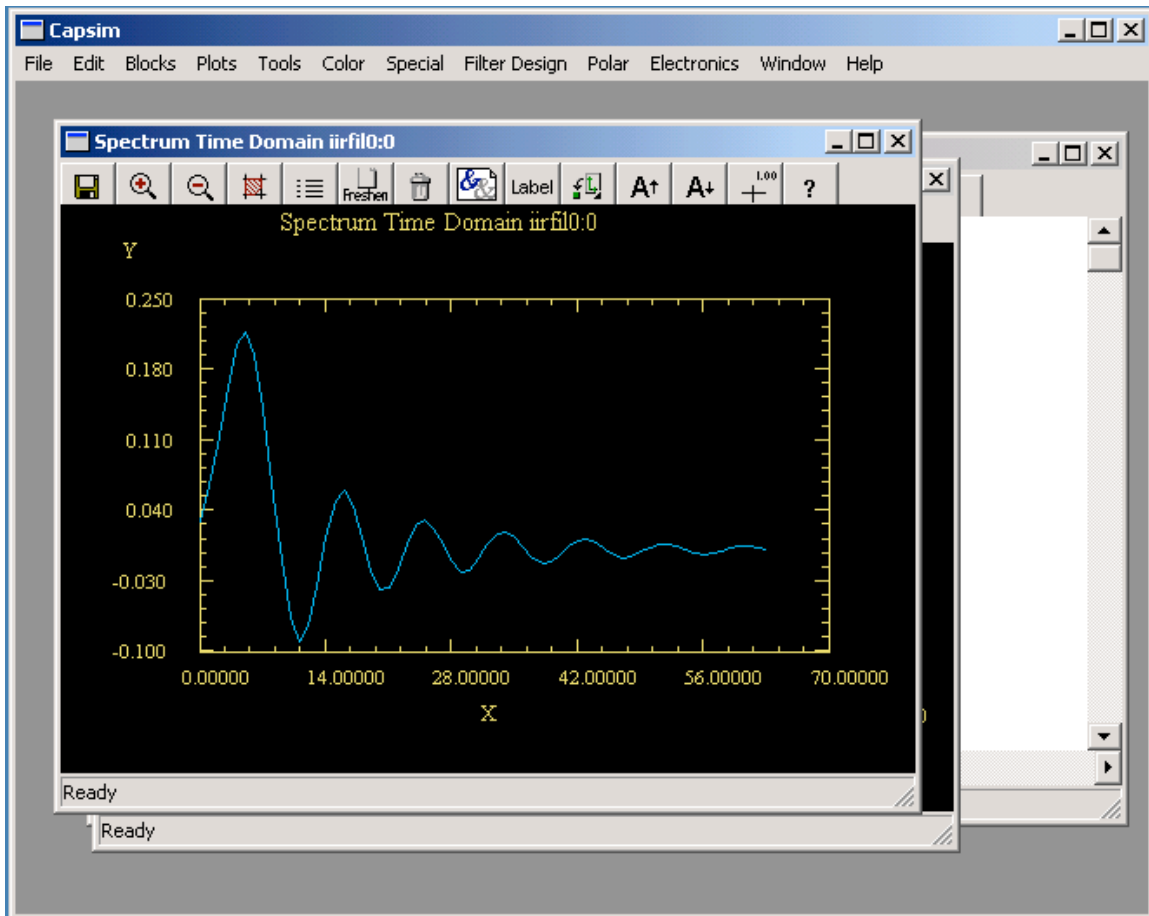 Capsim
File Edit Blocks Plots Tools Color Special Filter Design Polar Electronics Window Help
Spectrum Time Domain iirfil0:0
Freshen Label A A 1.00 ?
Spectrum Time Domain iirfil0:0
Y
0.250
0.180
0.110
0.040
-0.030
-0.100
0.00000 14.00000 28.00000 42.00000 56.00000 70.00000
X
Ready
Ready